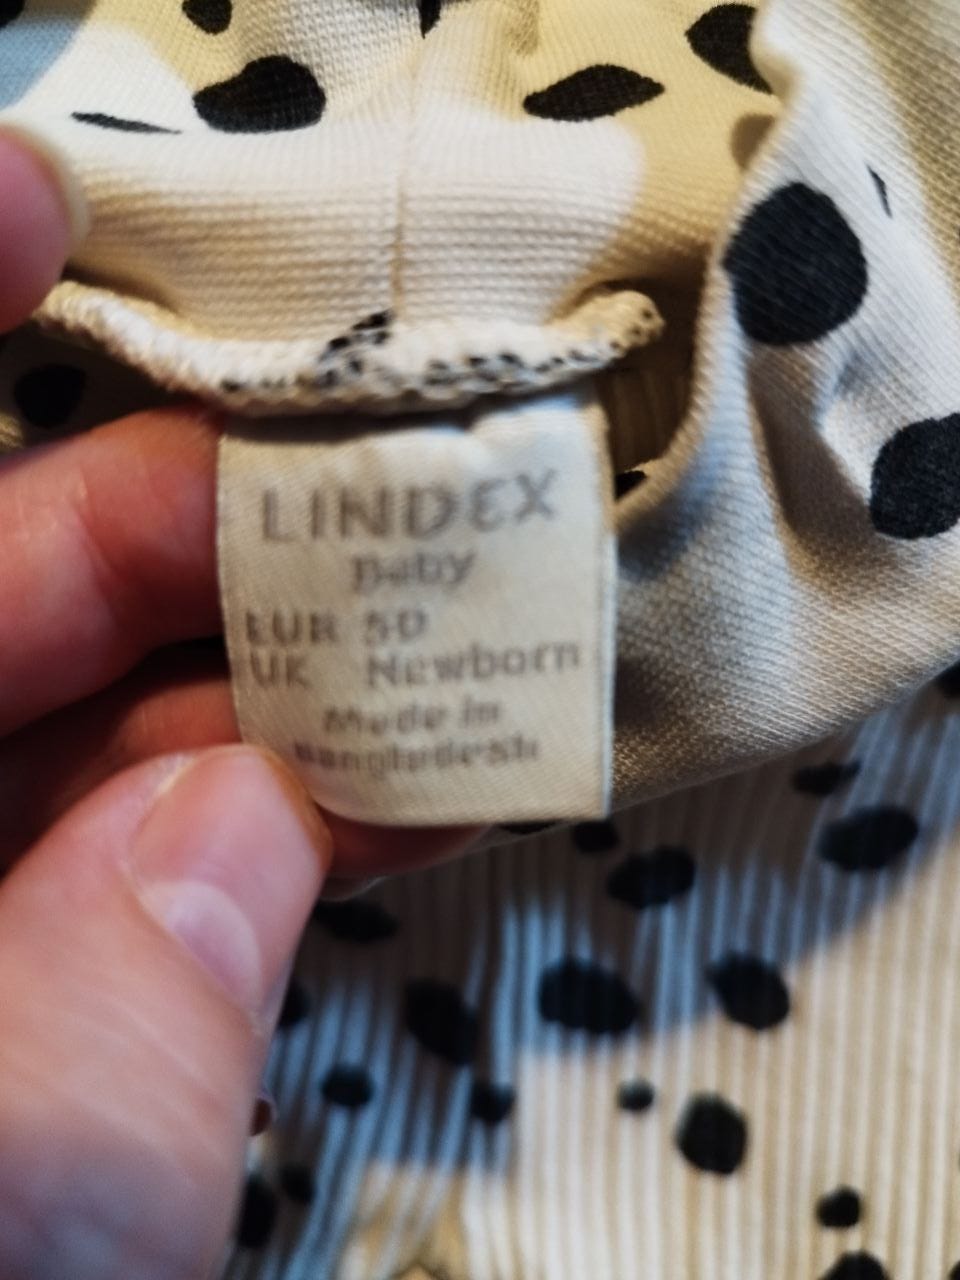 LINDEX
Baby
EUR 50
UK Newborn
Made in
Bangladesh